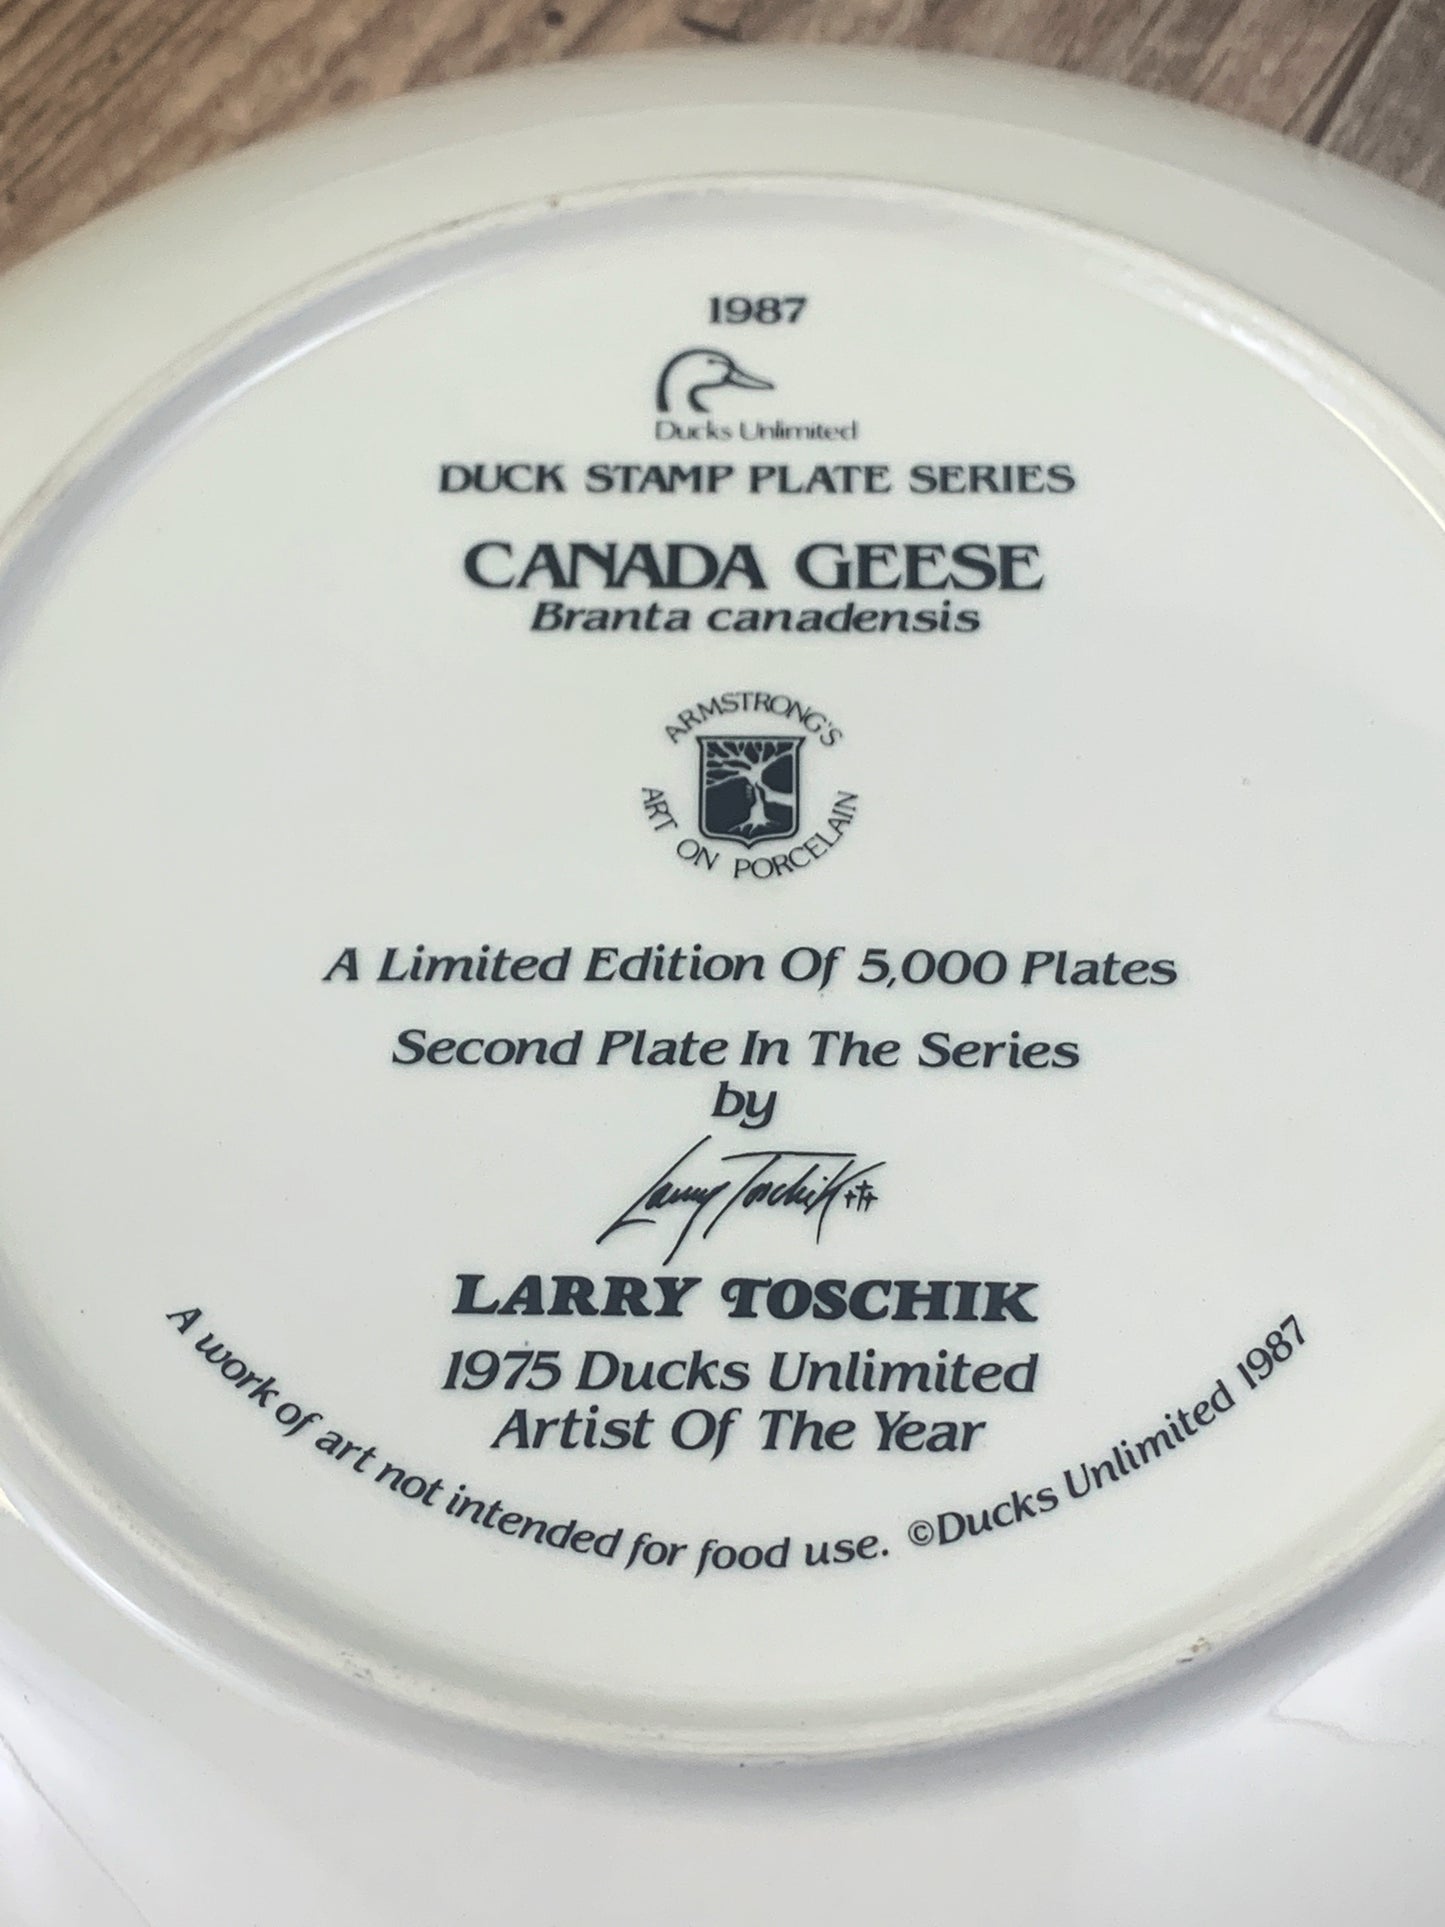 1987
Ducks Unlimited
DUCK STAMP PLATE SERIES
CANADA GEESE
Branta canadensis
ARMSTRONG'S
ART ON PORCELAIN
A Limited Edition Of 5,000 Plates
Second Plate In The Series
by
Larry Toschik
LARRY TOSCHIK
1975 Ducks Unlimited
Artist Of The Year
A work of art not intended for food use. ©Ducks Unlimited 1987